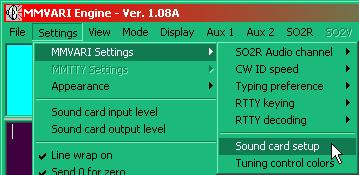 MMVARI Engine - Ver. 1.08A
File Settings View Mode Display Aux 1 Aux 2 SO2R SO2V
MMVARI Settings
MMTTY Settings
Appearance
Sound card input level
Sound card output level
Line wrap on
Send 0 for zero
SO2R Audio channel
CW ID speed
Typing preference
RTTY keying
RTTY decoding
Sound card setup
Tuning control colors